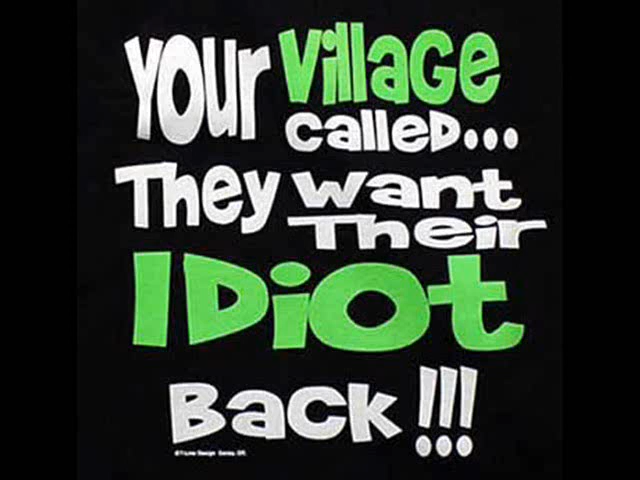 YOUR VillaGe
CalleD...
They want
Their
IDiOt
Back!!!